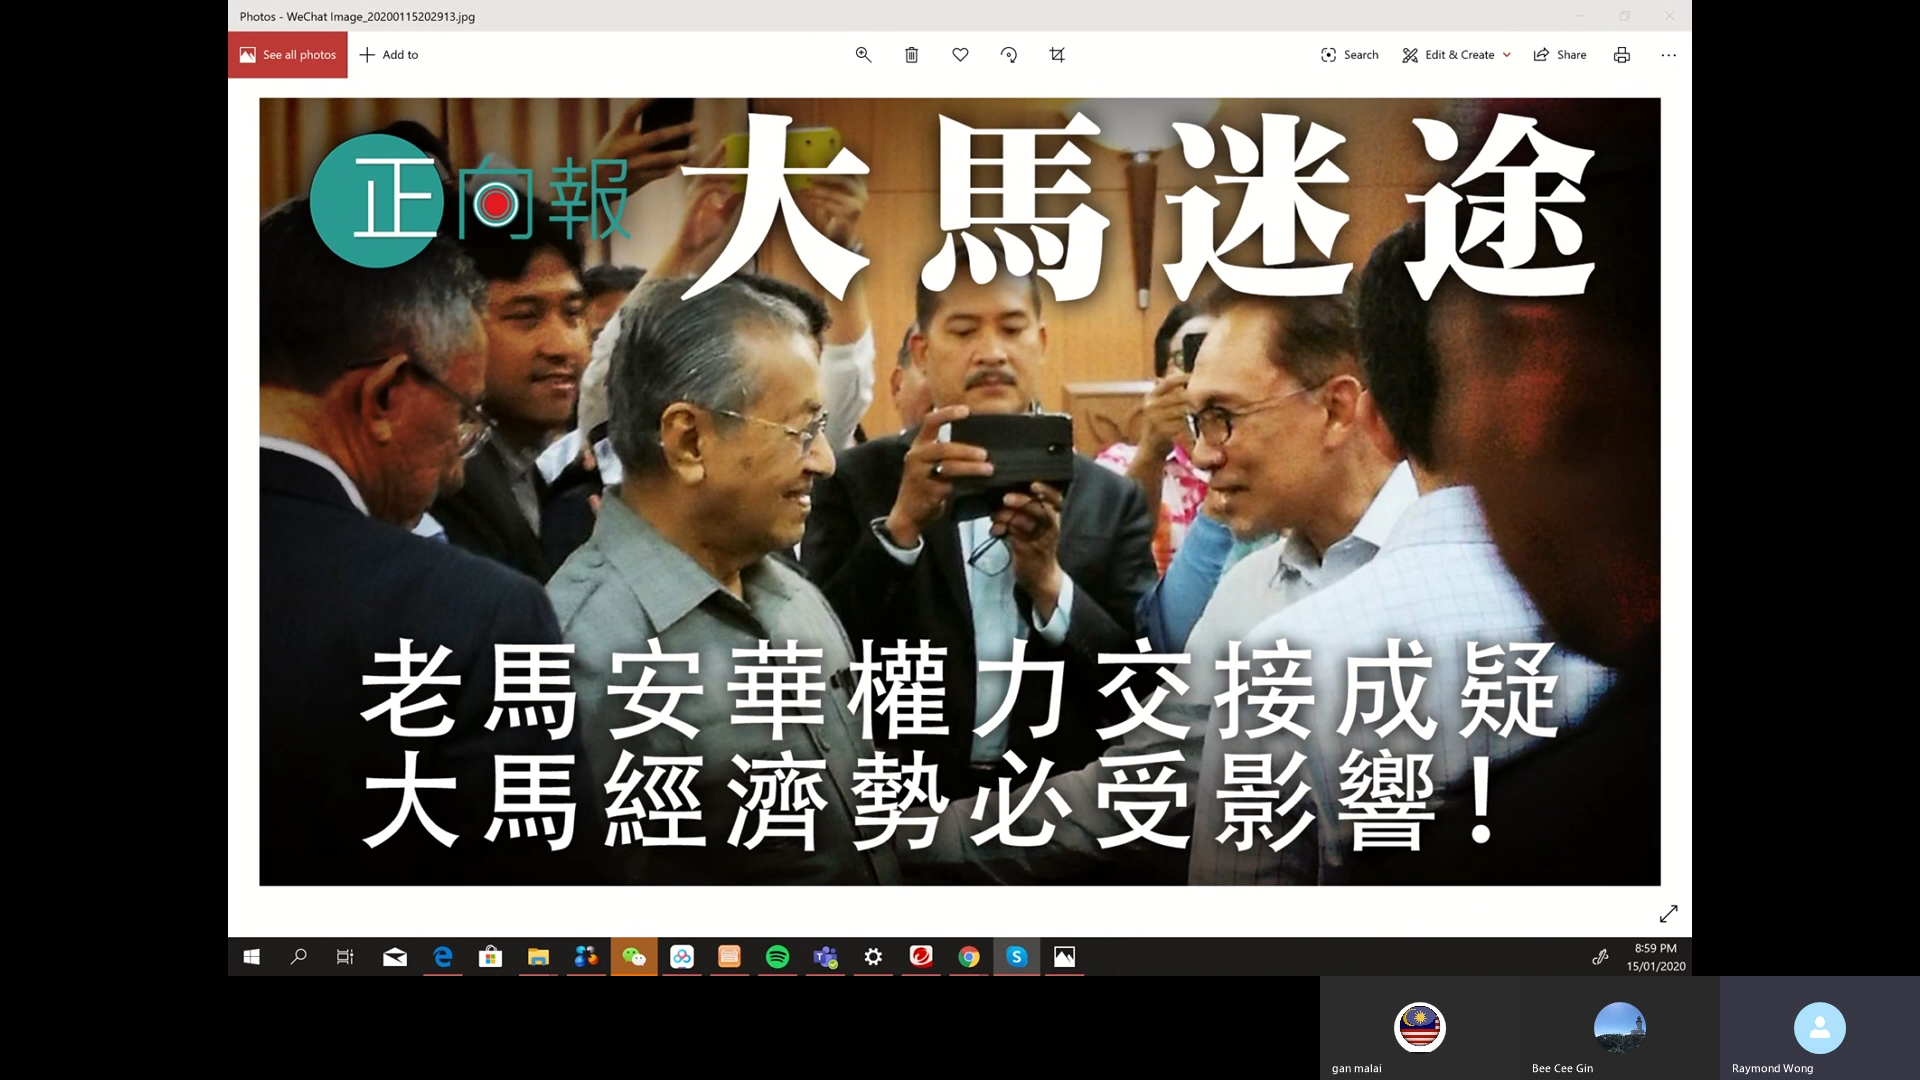 Photos - WeChat Image_20200115202913.jpg
See all photos
Add to
Search
Edit & Create
Share
正向報
大馬迷途
老馬安華權力交接成疑
大馬經濟勢必受影響！
8:59 PM
15/01/2020
gan malai
Bee Cee Gin
Raymond Wong